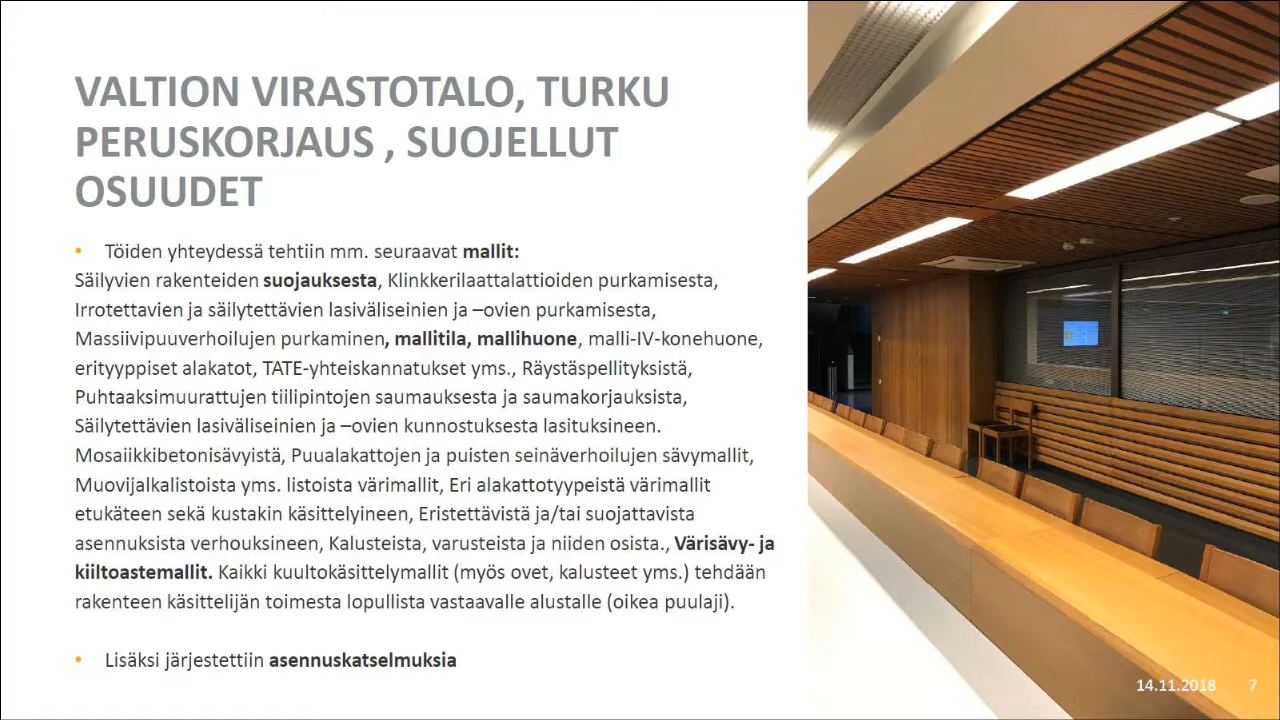 VALTION VIRASTOTALO, TURKU
PERUSKORJAUS , SUOJELLUT
OSUUDET
• Töiden yhteydessä tehtiin mm. seuraavat mallit:
Säilyvien rakenteiden suojauksesta, Klinkkerilaattalattioiden purkamisesta,
Irrotettavien ja säilytettävien lasiväliseinien ja –ovien purkamisesta,
Massiivipuuverhoilujen purkaminen, mallitila, mallihuone, malli-IV-konehuone,
erityyppiset alakatot, TATE-yhteiskannatukset yms., Räystäspellityksistä,
Puhtaaksimuurattujen tiilipintojen saumauksesta ja saumakorjauksista,
Säilytettävien lasiväliseinien ja –ovien kunnostuksesta lasituksineen.
Mosaiikkibetonisävyistä, Puualakattojen ja puisten seinäverhoilujen sävymallit,
Muovijalkalistoista yms. listoista värimallit, Eri alakattotyypeistä värimallit
etukäteen sekä kustakin käsittelyineen, Eristettävistä ja/tai suojattavista
asennuksista verhouksineen, Kalusteista, varusteista ja niiden osista., Värisävy- ja
kiiltoastemallit. Kaikki kuultokäsittelymallit (myös ovet, kalusteet yms.) tehdään
rakenteen käsittelijän toimesta lopullista vastaavalle alustalle (oikea puulaji).
• Lisäksi järjestettiin asennuskatselmuksia
14.11.2018 7